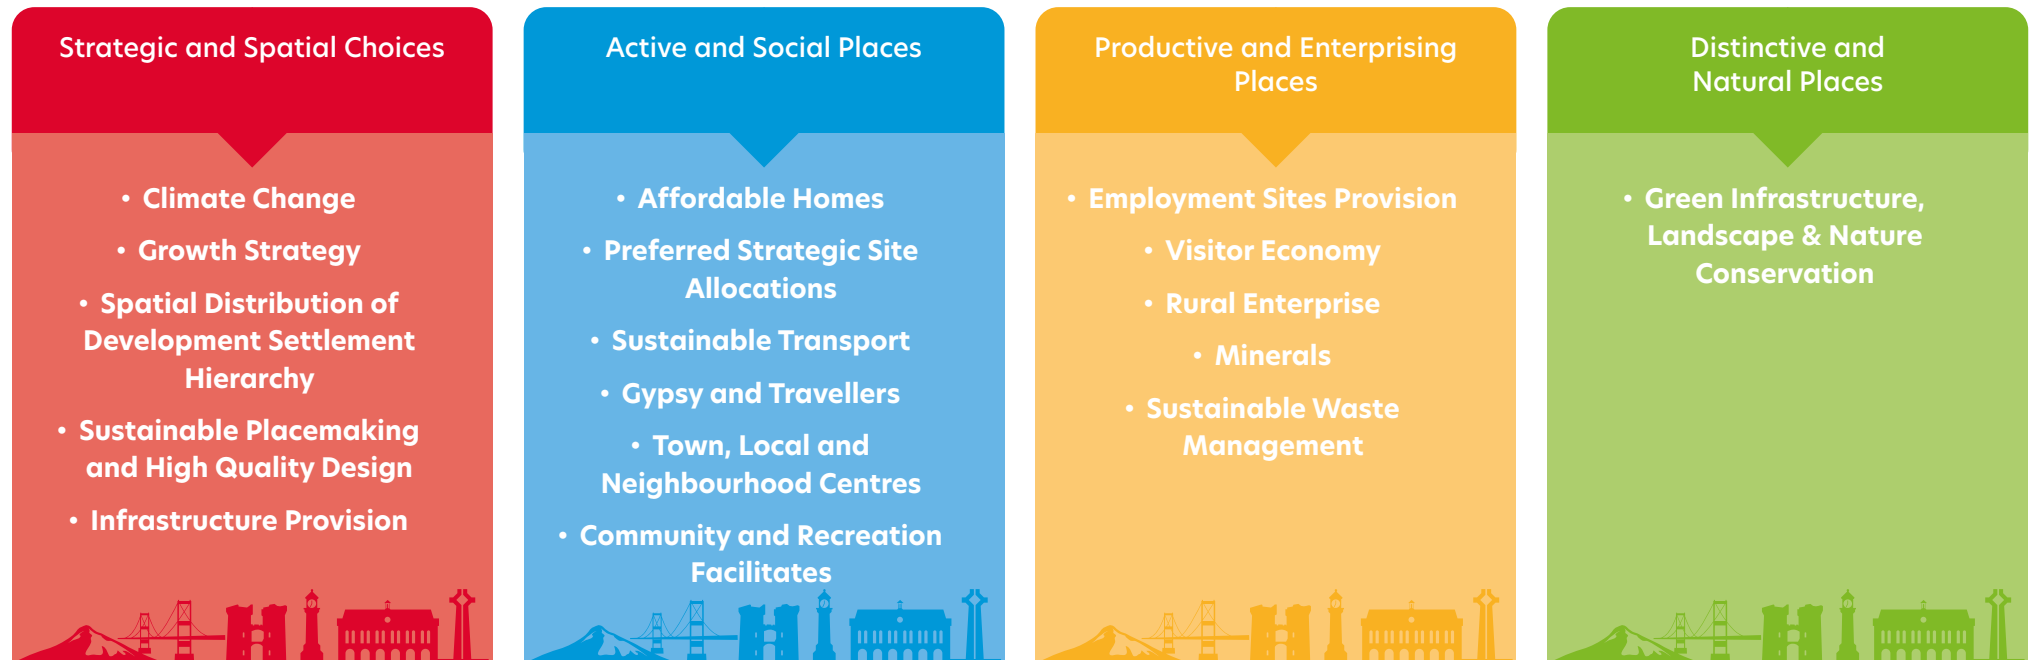 Strategic and Spatial Choices
• Climate Change
• Growth Strategy
• Spatial Distribution of
Development Settlement
Hierarchy
• Sustainable Placemaking
and High Quality Design
• Infrastructure Provision
Active and Social Places
• Affordable Homes
• Preferred Strategic Site
Allocations
• Sustainable Transport
• Gypsy and Travellers
• Town, Local and
Neighbourhood Centres
• Community and Recreation
Facilitates
Productive and Enterprising
Places
• Employment Sites Provision
• Visitor Economy
• Rural Enterprise
• Minerals
• Sustainable Waste
Management
Distinctive and
Natural Places
• Green Infrastructure,
Landscape & Nature
Conservation